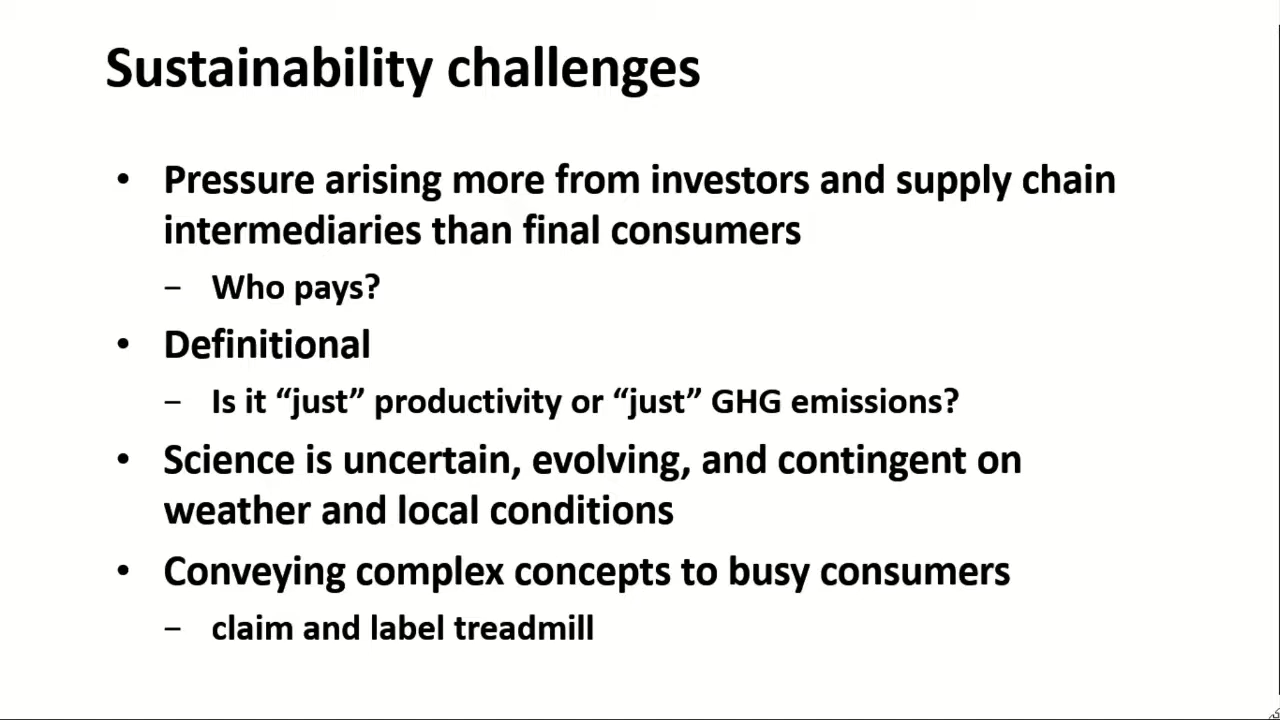 Sustainability challenges
• Pressure arising more from investors and supply chain
intermediaries than final consumers
– Who pays?
• Definitional
– Is it “just” productivity or “just” GHG emissions?
• Science is uncertain, evolving, and contingent on
weather and local conditions
• Conveying complex concepts to busy consumers
– claim and label treadmill